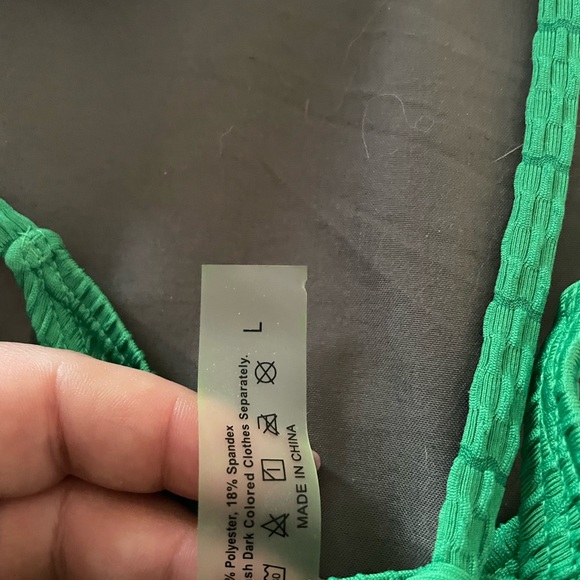 L
% Polyester, 18% Spandex
Dark Colored Clothes Separately.
MADE IN CHINA